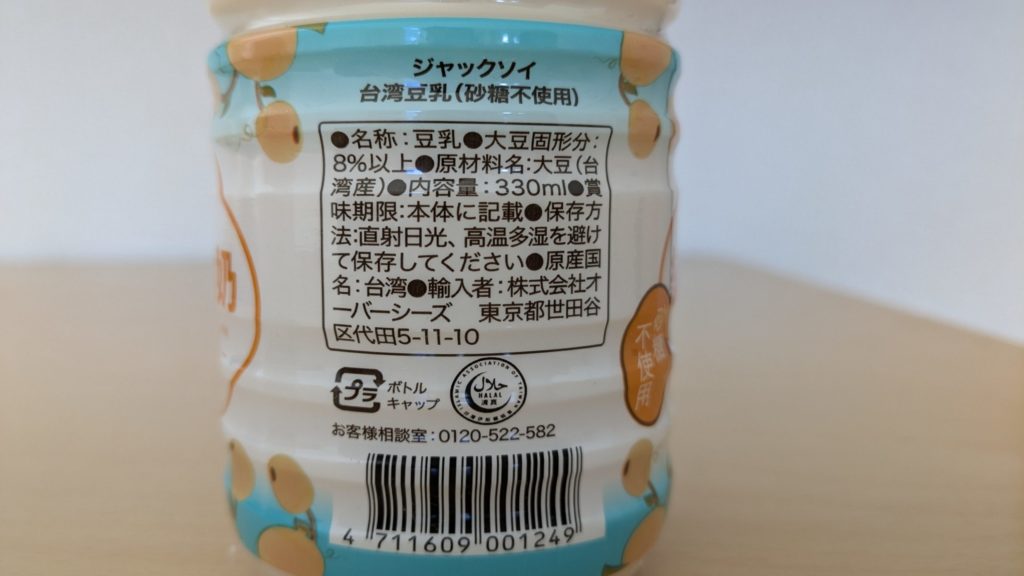 ジャックソイ
台湾豆乳(砂糖不使用)
●名称:豆乳●大豆固形分:
8%以上●原材料名:大豆(台
湾産)●内容量:330ml●賞
味期限:本体に記載●保存方
法:直射日光、高温多湿を避け
て保存してください●原産国
名:台湾●輸入者:株式会社オ
ーバーシーズ 東京都世田谷
区代田5-11-10
プラ
ボトル
キャップ
حلال
HALAL
清真
お客様相談室:0120-522-582
4 711609 001249
不使用